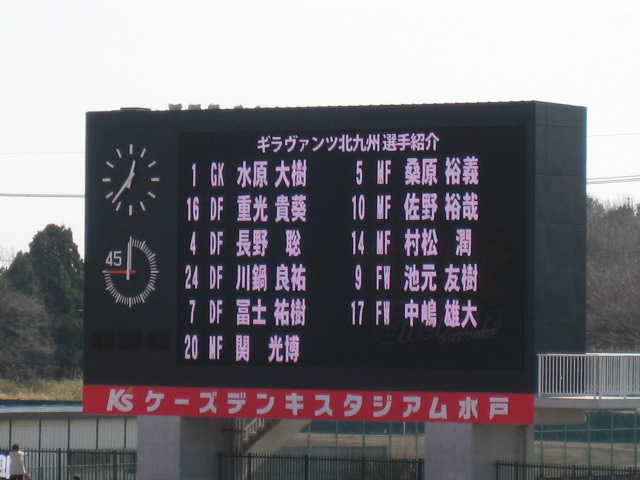 ギラヴァンツ北九州 選手紹介
1 GK 水原 大樹
16 DF 重光 貴葵
4 DF 長野 聡
24 DF 川鍋 良祐
7 DF 冨士 祐樹
20 MF 関 光博
5 MF 桑原 裕義
10 MF 佐野 裕哉
14 MF 村松 潤
9 FW 池元 友樹
17 FW 中嶋 雄大
45
K's ケーズデンキスタジアム水戸